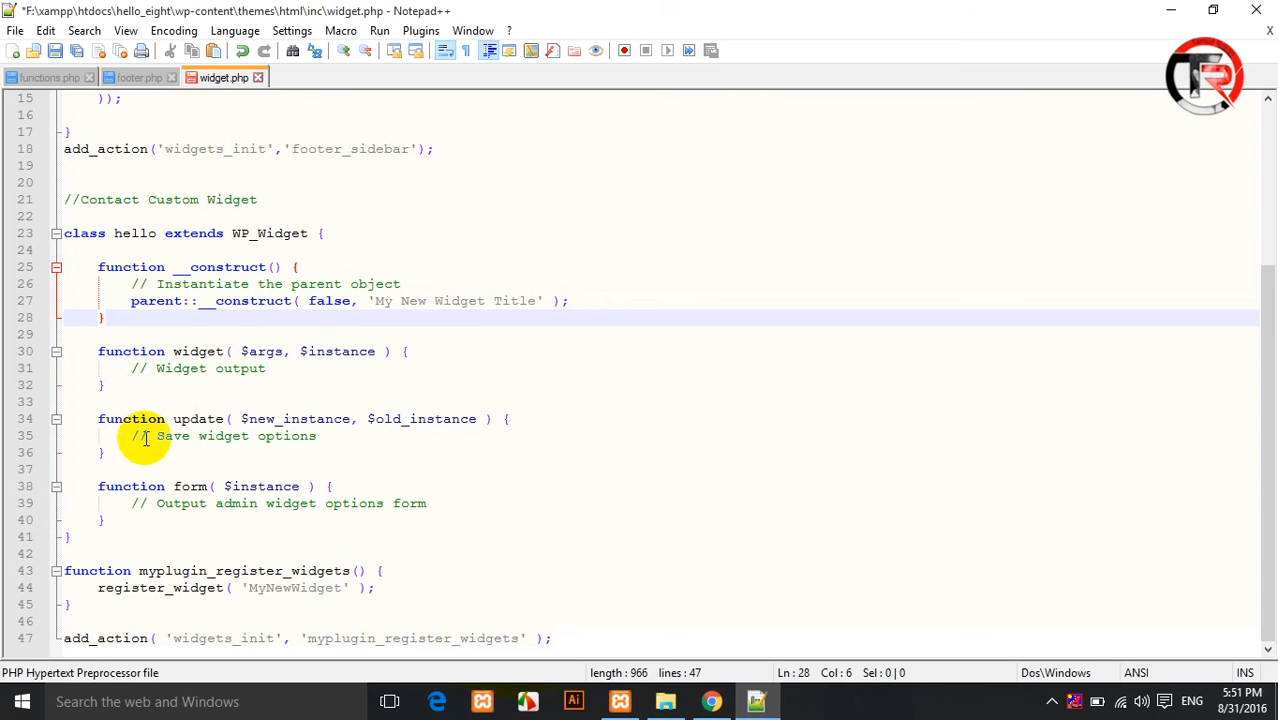 *F:\xampp\htdocs\hello_eight\wp-content\themes\html\inc\widget.php - Notepad++
File Edit Search View Encoding Language Settings Macro Run Plugins Window ? X
functions.php footer.php widget.php
TR
15 ));
16
17 }
18 add_action('widgets_init','footer_sidebar');
19
20
21 //Contact Custom Widget
22
23 class hello extends WP_Widget {
24
25 function __construct() {
26 // Instantiate the parent object
27 parent::__construct( false, 'My New Widget Title' );
28 }
29
30 function widget( $args, $instance ) {
31 // Widget output
32 }
33
34 function update( $new_instance, $old_instance ) {
35 // Save widget options
36 }
37
38 function form( $instance ) {
39 // Output admin widget options form
40 }
41 }
42
43 function myplugin_register_widgets() {
44 register_widget( 'MyNewWidget' );
45 }
46
47 add_action( 'widgets_init', 'myplugin_register_widgets' );
PHP Hypertext Preprocessor file length : 966 lines : 47 Ln : 28 Col : 6 Sel : 0 | 0 Dos\Windows ANSI INS
Search the web and Windows Ai ENG 5:51 PM
8/31/2016